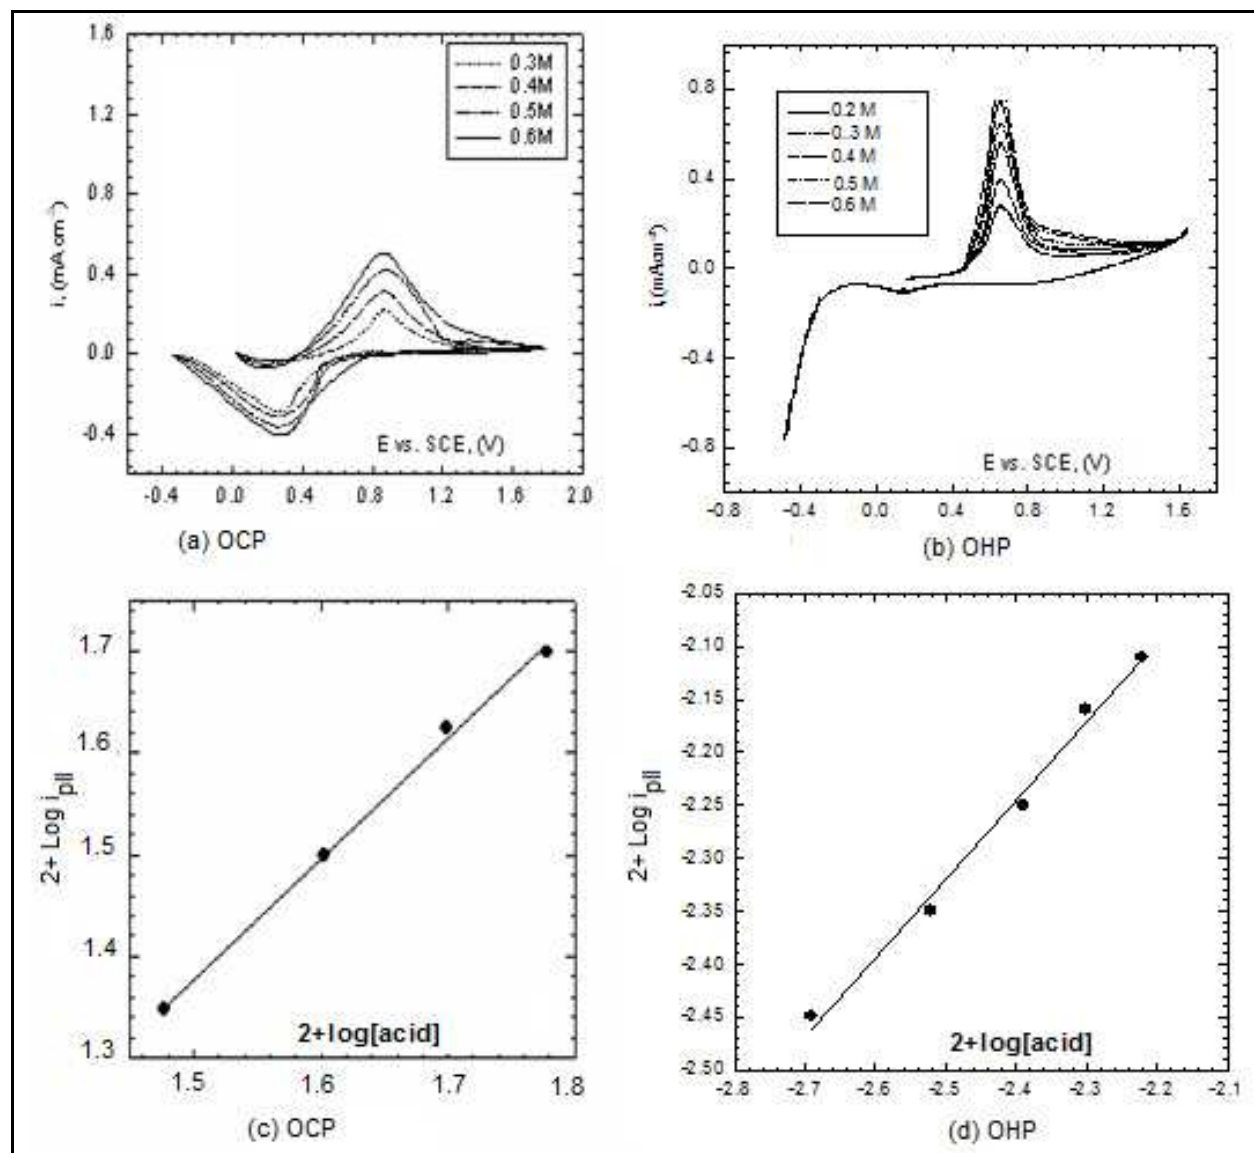 1.6
1.2
0.8
0.4
0.0
-0.4
i, (mA cm⁻²)
0.3M
0.4M
0.5M
0.6M
E vs. SCE, (V)
-0.4 0.0 0.4 0.8 1.2 1.6 2.0
(a) OCP
0.8
0.4
0.0
-0.4
-0.8
i, (mAcm⁻²)
0.2 M
0.3 M
0.4 M
0.5 M
0.6 M
E vs. SCE, (V)
-0.8 -0.4 0.0 0.4 0.8 1.2 1.6
(b) OHP
1.7
1.6
1.5
1.4
1.3
2+ Log ipII
2+log[acid]
1.5 1.6 1.7 1.8
(c) OCP
-2.05
-2.10
-2.15
-2.20
-2.25
-2.30
-2.35
-2.40
-2.45
-2.50
2+ Log ipII
2+log[acid]
-2.8 -2.7 -2.6 -2.5 -2.4 -2.3 -2.2 -2.1
(d) OHP